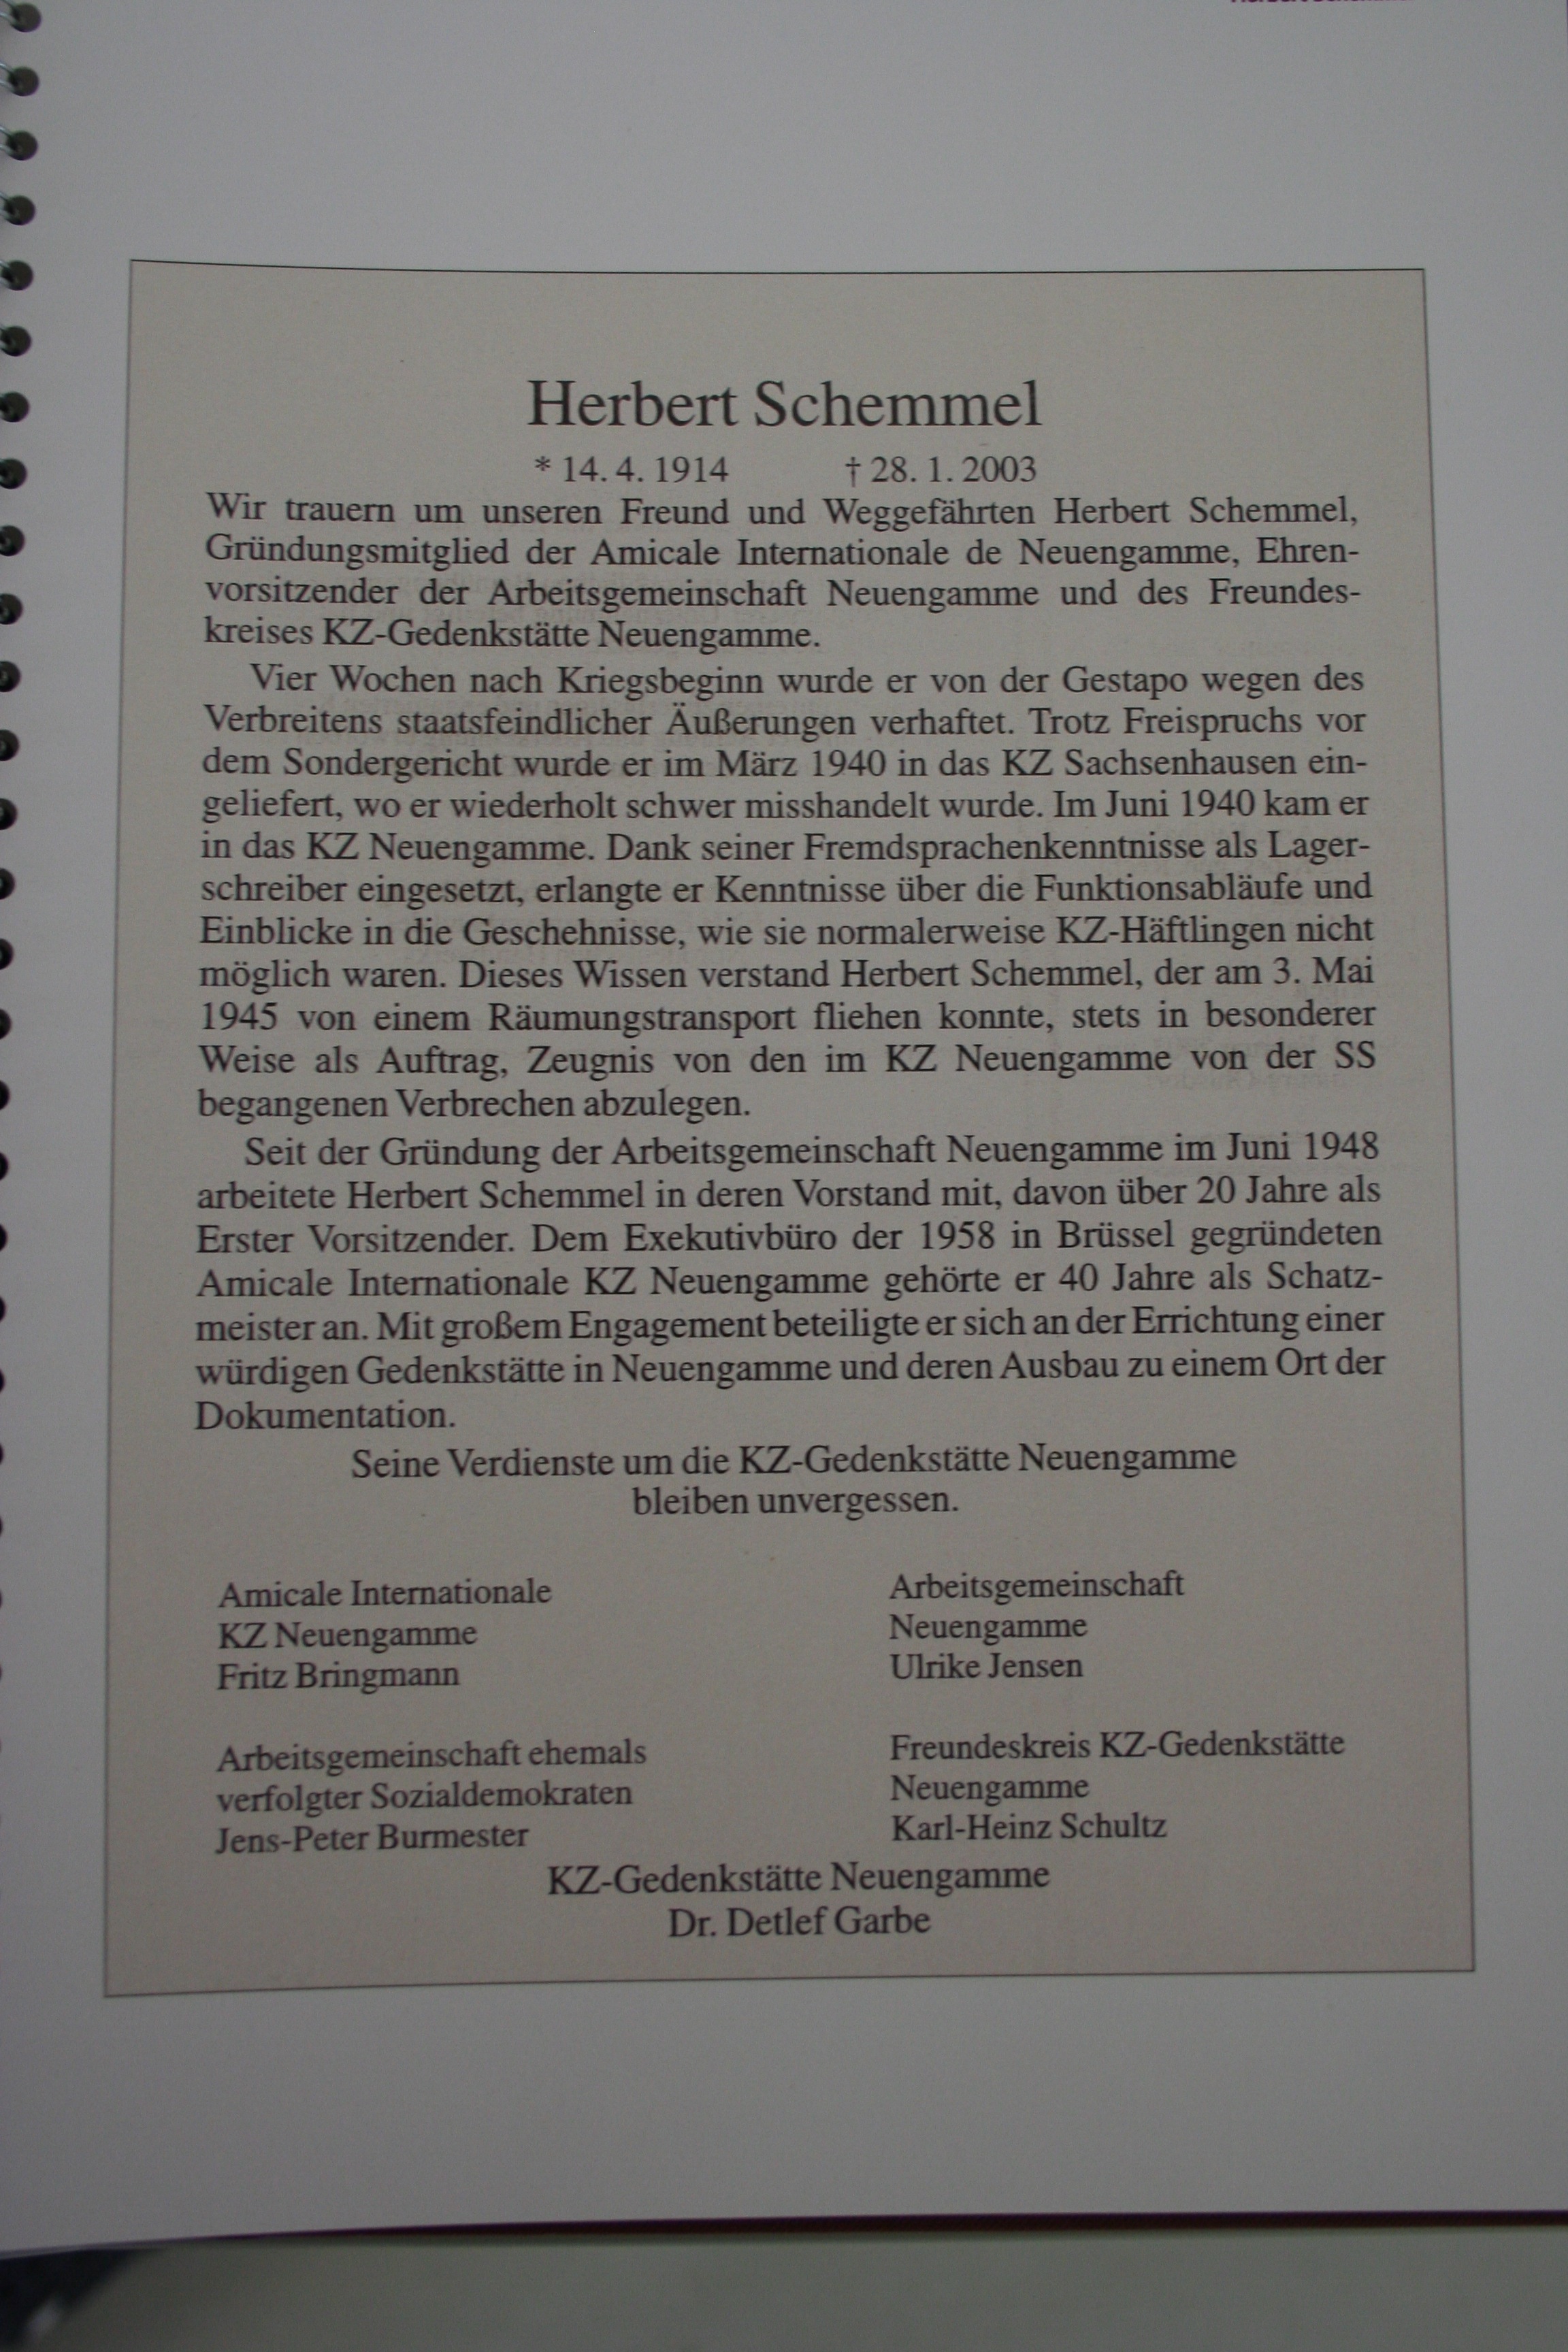 Herbert Schemmel
* 14. 4. 1914 † 28. 1. 2003
Wir trauern um unseren Freund und Weggefährten Herbert Schemmel,
Gründungsmitglied der Amicale Internationale de Neuengamme, Ehren-
vorsitzender der Arbeitsgemeinschaft Neuengamme und des Freundes-
kreises KZ-Gedenkstätte Neuengamme.
Vier Wochen nach Kriegsbeginn wurde er von der Gestapo wegen des
Verbreitens staatsfeindlicher Äußerungen verhaftet. Trotz Freispruchs vor
dem Sondergericht wurde er im März 1940 in das KZ Sachsenhausen ein-
geliefert, wo er wiederholt schwer misshandelt wurde. Im Juni 1940 kam er
in das KZ Neuengamme. Dank seiner Fremdsprachenkenntnisse als Lager-
schreiber eingesetzt, erlangte er Kenntnisse über die Funktionsabläufe und
Einblicke in die Geschehnisse, wie sie normalerweise KZ-Häftlingen nicht
möglich waren. Dieses Wissen verstand Herbert Schemmel, der am 3. Mai
1945 von einem Räumungstransport fliehen konnte, stets in besonderer
Weise als Auftrag, Zeugnis von den im KZ Neuengamme von der SS
begangenen Verbrechen abzulegen.
Seit der Gründung der Arbeitsgemeinschaft Neuengamme im Juni 1948
arbeitete Herbert Schemmel in deren Vorstand mit, davon über 20 Jahre als
Erster Vorsitzender. Dem Exekutivbüro der 1958 in Brüssel gegründeten
Amicale Internationale KZ Neuengamme gehörte er 40 Jahre als Schatz-
meister an. Mit großem Engagement beteiligte er sich an der Errichtung einer
würdigen Gedenkstätte in Neuengamme und deren Ausbau zu einem Ort der
Dokumentation.
Seine Verdienste um die KZ-Gedenkstätte Neuengamme
bleiben unvergessen.
Amicale Internationale
KZ Neuengamme
Fritz Bringmann
Arbeitsgemeinschaft
Neuengamme
Ulrike Jensen
Arbeitsgemeinschaft ehemals
verfolgter Sozialdemokraten
Jens-Peter Burmester
Freundeskreis KZ-Gedenkstätte
Neuengamme
Karl-Heinz Schultz
KZ-Gedenkstätte Neuengamme
Dr. Detlef Garbe